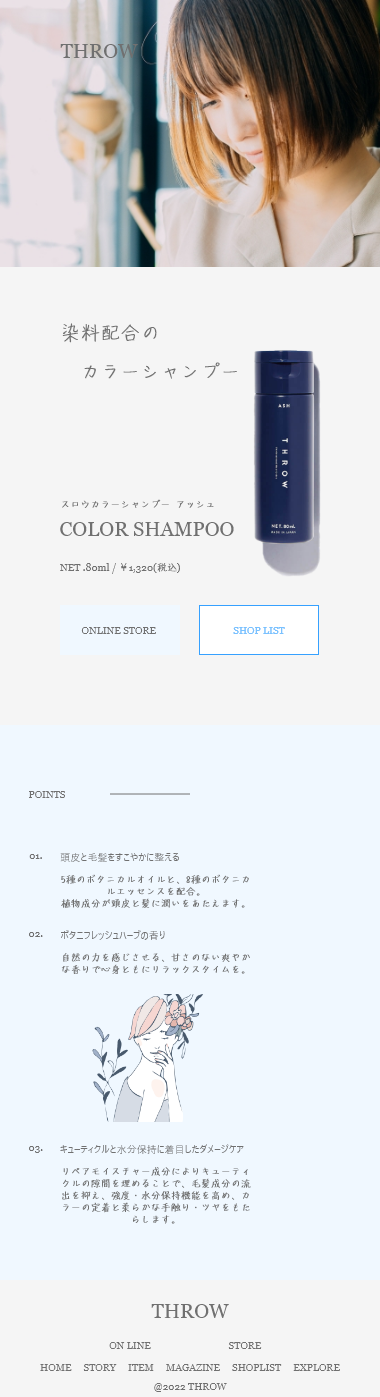 THROW
染料配合の
カラーシャンプー
ASH
THROW
NET. 80mL
MADE IN JAPAN
スロウカラーシャンプー アッシュ
COLOR SHAMPOO
NET .80ml / ¥1,320(税込)
ONLINE STORE
SHOP LIST
POINTS
01. 頭皮と毛髪をすこやかに整える
5種のボタニカルオイルと、8種のボタニカ
ルエッセンスを配合。
植物成分が頭皮と髪に潤いをあたえます。
02. ボタニフレッシュハーブの香り
自然の力を感じさせる、甘さのない爽やか
な香りで心身ともにリラックスタイムを。
03. キューティクルと水分保持に着目したダメージケア
リペアモイスチャー成分によりキューティ
クルの隙間を埋めることで、毛髪成分の流
出を抑え、強度・水分保持機能を高め、カ
ラーの定着と柔らかな手触り・ツヤをもた
らします。
THROW
ON LINE STORE
HOME STORY ITEM MAGAZINE SHOPLIST EXPLORE
@2022 THROW